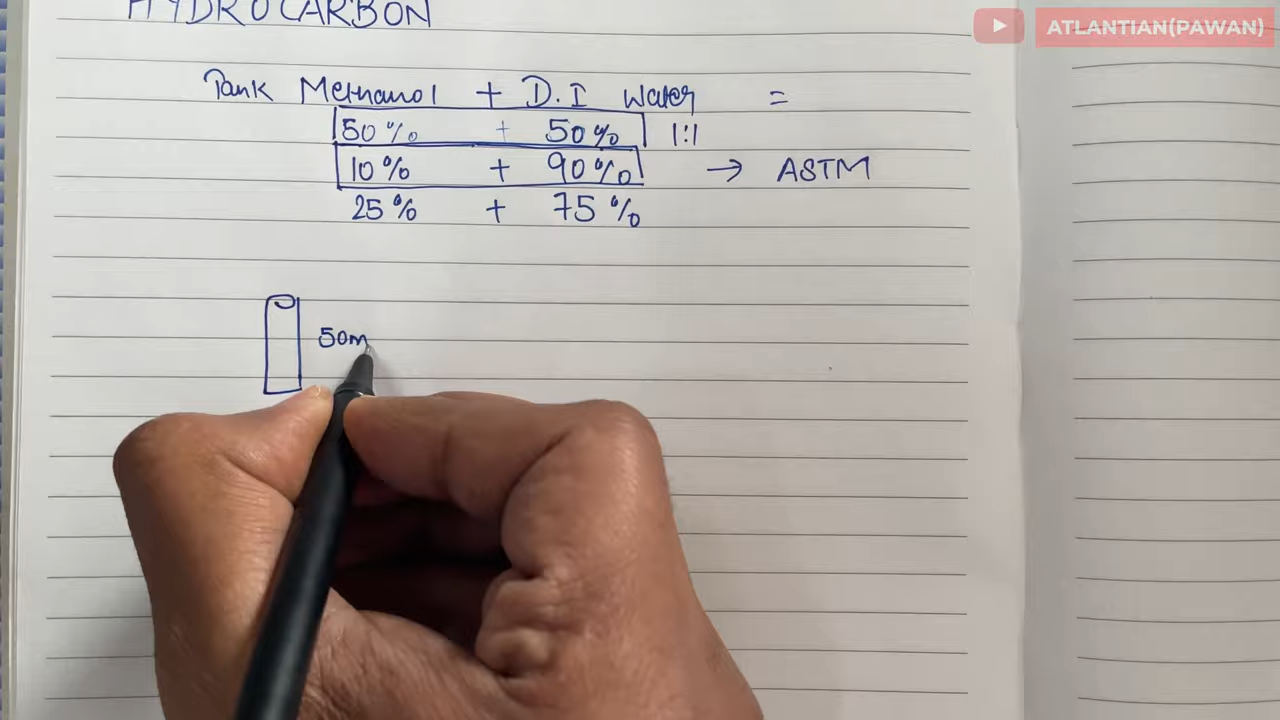 HYDROCARBON
ATLANTIAN(PAWAN)
Tank Methanol + D.I Water =
50% + 50% 1:1
10% + 90% → ASTM
25% + 75%
50m